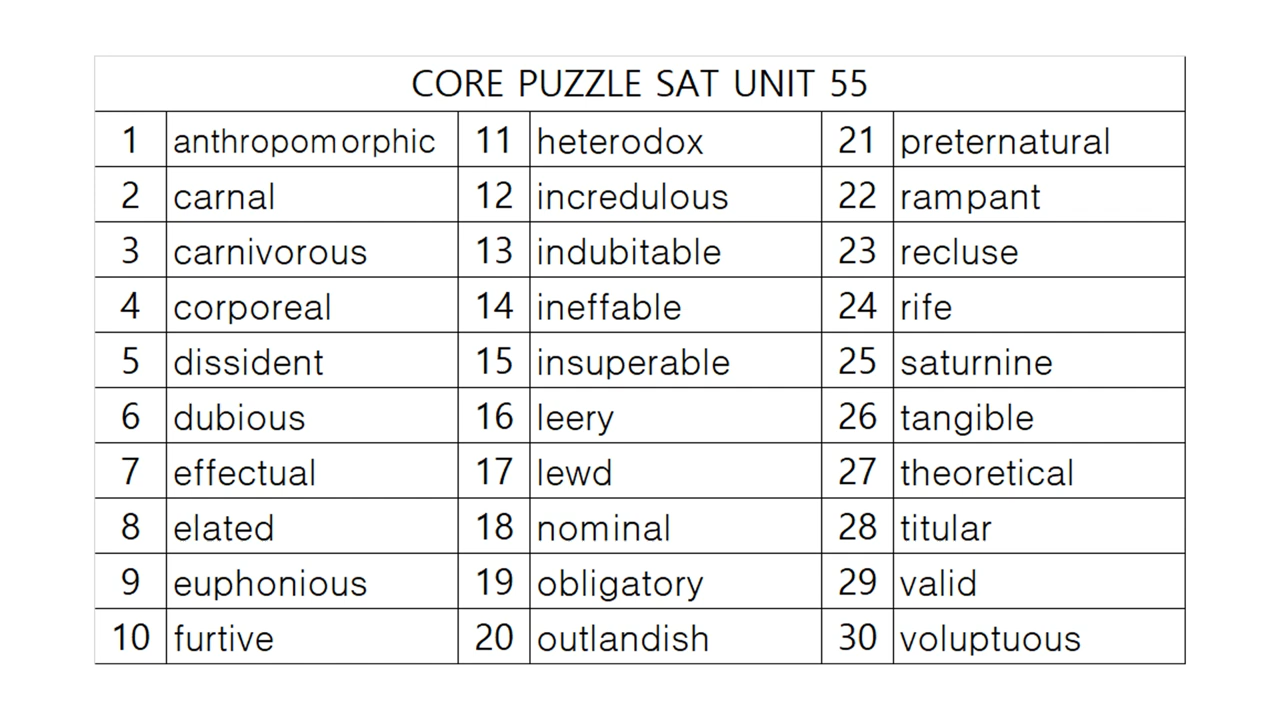 CORE PUZZLE SAT UNIT 55
1 anthropomorphic 11 heterodox 21 preternatural
2 carnal 12 incredulous 22 rampant
3 carnivorous 13 indubitable 23 recluse
4 corporeal 14 ineffable 24 rife
5 dissident 15 insuperable 25 saturnine
6 dubious 16 leery 26 tangible
7 effectual 17 lewd 27 theoretical
8 elated 18 nominal 28 titular
9 euphonious 19 obligatory 29 valid
10 furtive 20 outlandish 30 voluptuous